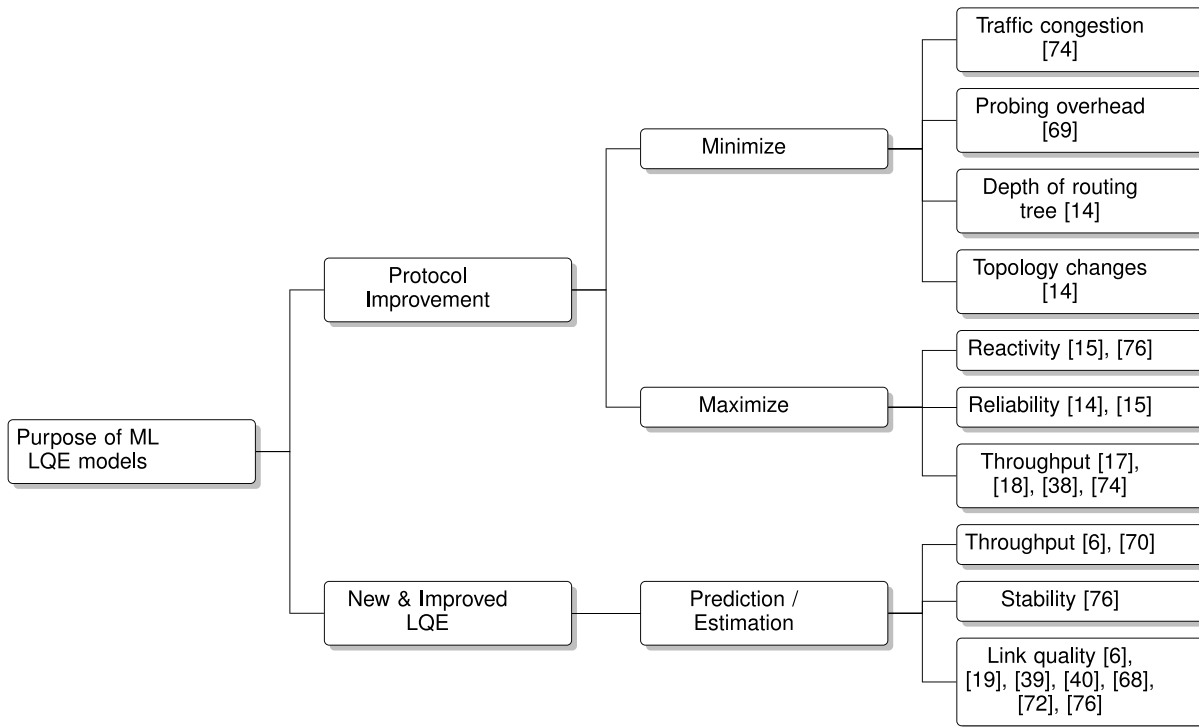 Purpose of ML
LQE models
Protocol
Improvement
New & Improved
LQE
Minimize
Maximize
Prediction /
Estimation
Traffic congestion
[74]
Probing overhead
[69]
Depth of routing
tree [14]
Topology changes
[14]
Reactivity [15], [76]
Reliability [14], [15]
Throughput [17],
[18], [38], [74]
Throughput [6], [70]
Stability [76]
Link quality [6],
[19], [39], [40], [68],
[72], [76]